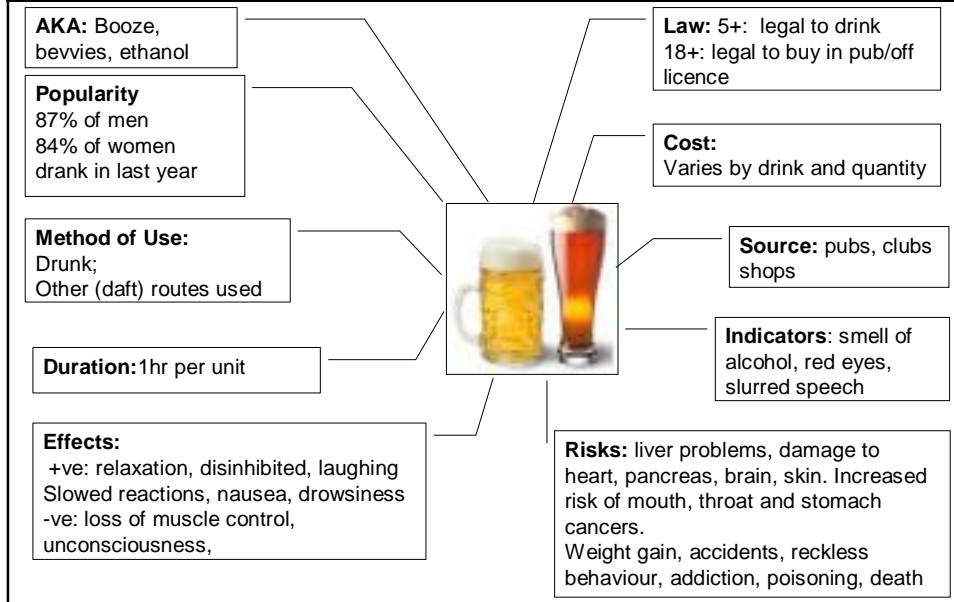 AKA: Booze,
bevvies, ethanol
Popularity
87% of men
84% of women
drank in last year
Method of Use:
Drunk;
Other (daft) routes used
Duration:1hr per unit
Effects:
+ve: relaxation, disinhibited, laughing
Slowed reactions, nausea, drowsiness
-ve: loss of muscle control,
unconsciousness,
Law: 5+: legal to drink
18+: legal to buy in pub/off
licence
Cost:
Varies by drink and quantity
Source: pubs, clubs
shops
Indicators: smell of
alcohol, red eyes,
slurred speech
Risks: liver problems, damage to
heart, pancreas, brain, skin. Increased
risk of mouth, throat and stomach
cancers.
Weight gain, accidents, reckless
behaviour, addiction, poisoning, death